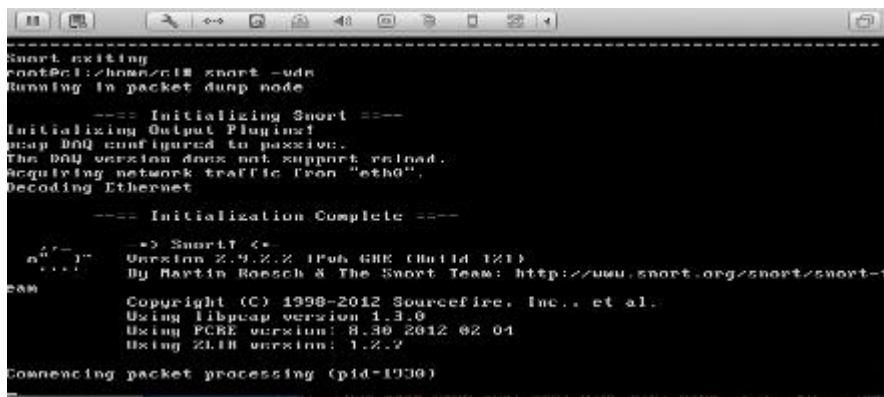 Snort exiting
root@cl:/home/cl# snort -vde
Running in packet dump mode
--== Initializing Snort ==--
Initializing Output Plugins!
pcap DAQ configured to passive.
The DAQ version does not support reload.
Acquiring network traffic from "eth0".
Decoding Ethernet
--== Initialization Complete ==--
,,_ -*> Snort! <*-
o" )~ Version 2.9.2.2 IPv6 GRE (Build 121)
'''' By Martin Roesch & The Snort Team: http://www.snort.org/snort/snort-t
eam
Copyright (C) 1998-2012 Sourcefire, Inc., et al.
Using libpcap version 1.3.0
Using PCRE version: 8.30 2012-02-04
Using ZLIB version: 1.2.7
Commencing packet processing (pid=1930)